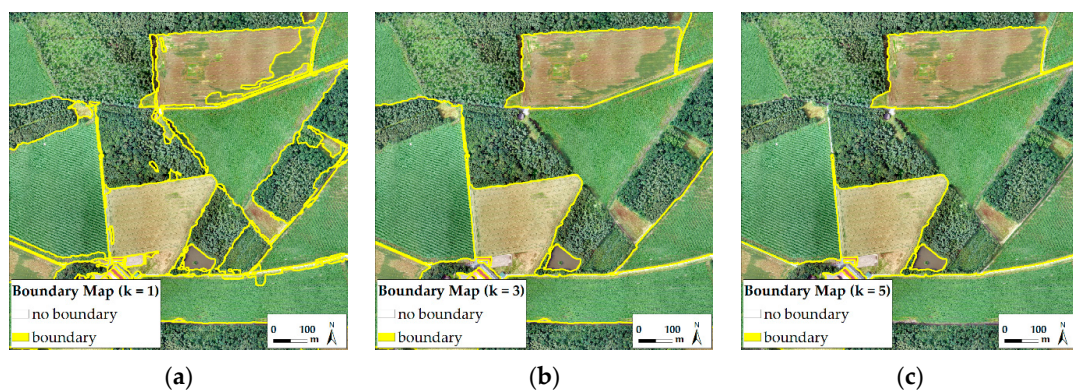 Boundary Map (k = 1)
no boundary
boundary
0 100
m
N
Boundary Map (k = 3)
no boundary
boundary
0 100
m
N
Boundary Map (k = 5)
no boundary
boundary
0 100
m
N
(a) (b) (c)